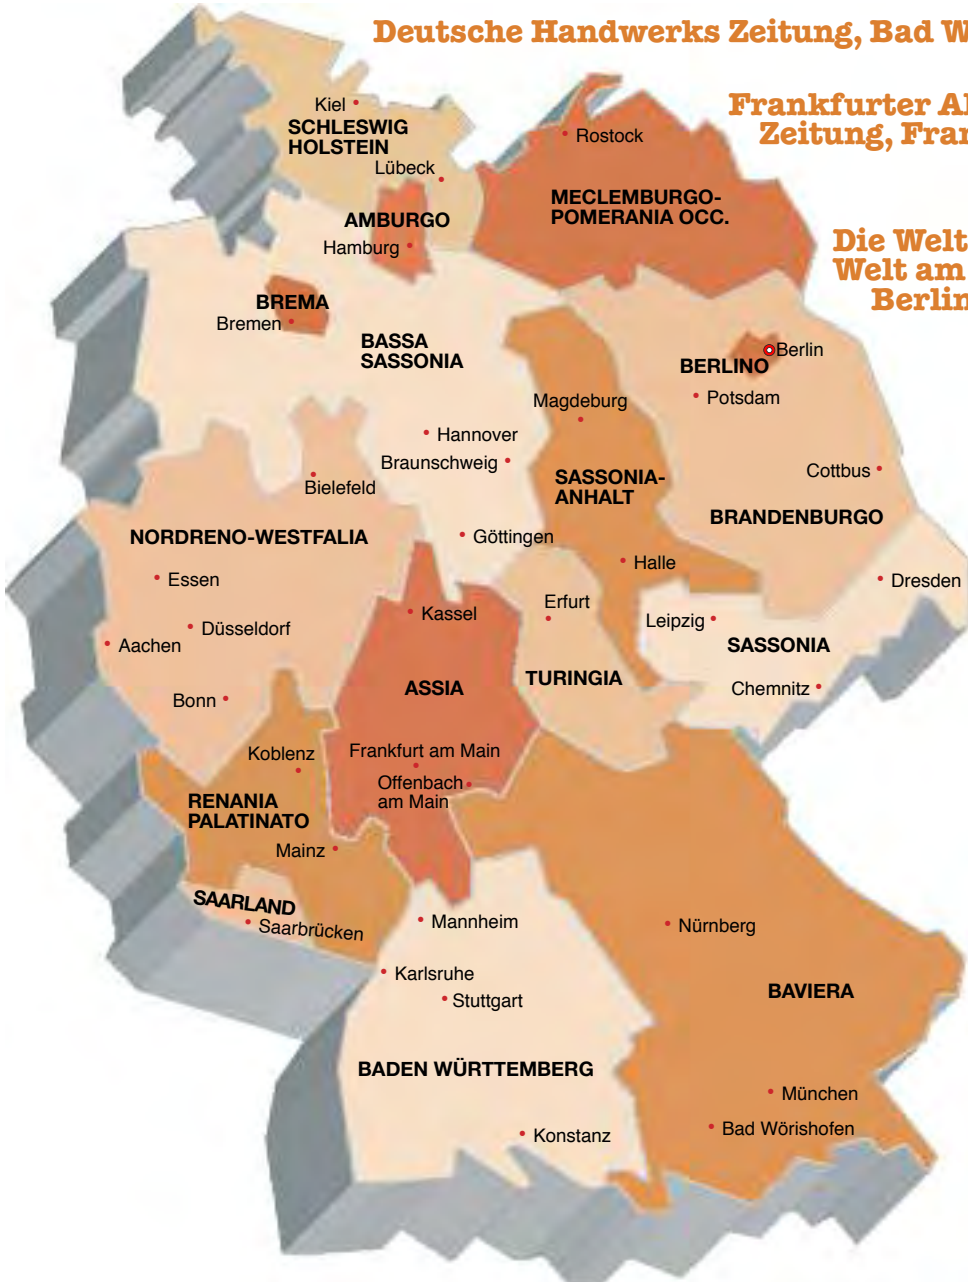 Deutsche Handwerks Zeitung, Bad W
Frankfurter Al
Zeitung, Fran
Die Welt
Welt am
Berlin
Kiel
SCHLESWIG
HOLSTEIN
Lübeck
Rostock
MECLEMBURGO-
POMERANIA OCC.
AMBURGO
Hamburg
BREMA
Bremen
BASSA
SASSONIA
Berlin
BERLINO
Potsdam
Magdeburg
Hannover
Braunschweig
Bielefeld
SASSONIA-
ANHALT
Cottbus
BRANDENBURGO
NORDRENO-WESTFALIA
Göttingen
Halle
Essen
Dresden
Kassel
Erfurt
Leipzig
Düsseldorf
Aachen
SASSONIA
TURINGIA
ASSIA
Chemnitz
Bonn
Koblenz
Frankfurt am Main
Offenbach
am Main
RENANIA
PALATINATO
Mainz
SAARLAND
Saarbrücken
Mannheim
Nürnberg
Karlsruhe
Stuttgart
BAVIERA
BADEN WÜRTTEMBERG
München
Bad Wörishofen
Konstanz